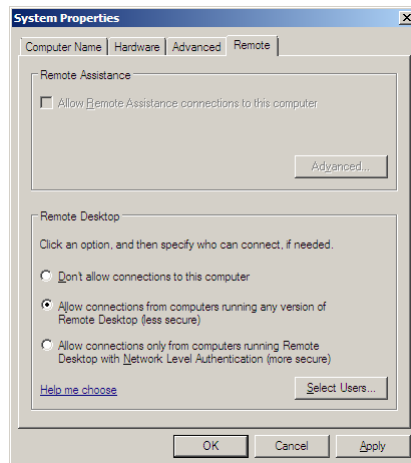 System Properties
Computer Name
Hardware
Advanced
Remote
Remote Assistance
Allow Remote Assistance connections to this computer
Advanced...
Remote Desktop
Click an option, and then specify who can connect, if needed.
Don't allow connections to this computer
Allow connections from computers running any version of
Remote Desktop (less secure)
Allow connections only from computers running Remote
Desktop with Network Level Authentication (more secure)
Help me choose
Select Users...
OK
Cancel
Apply